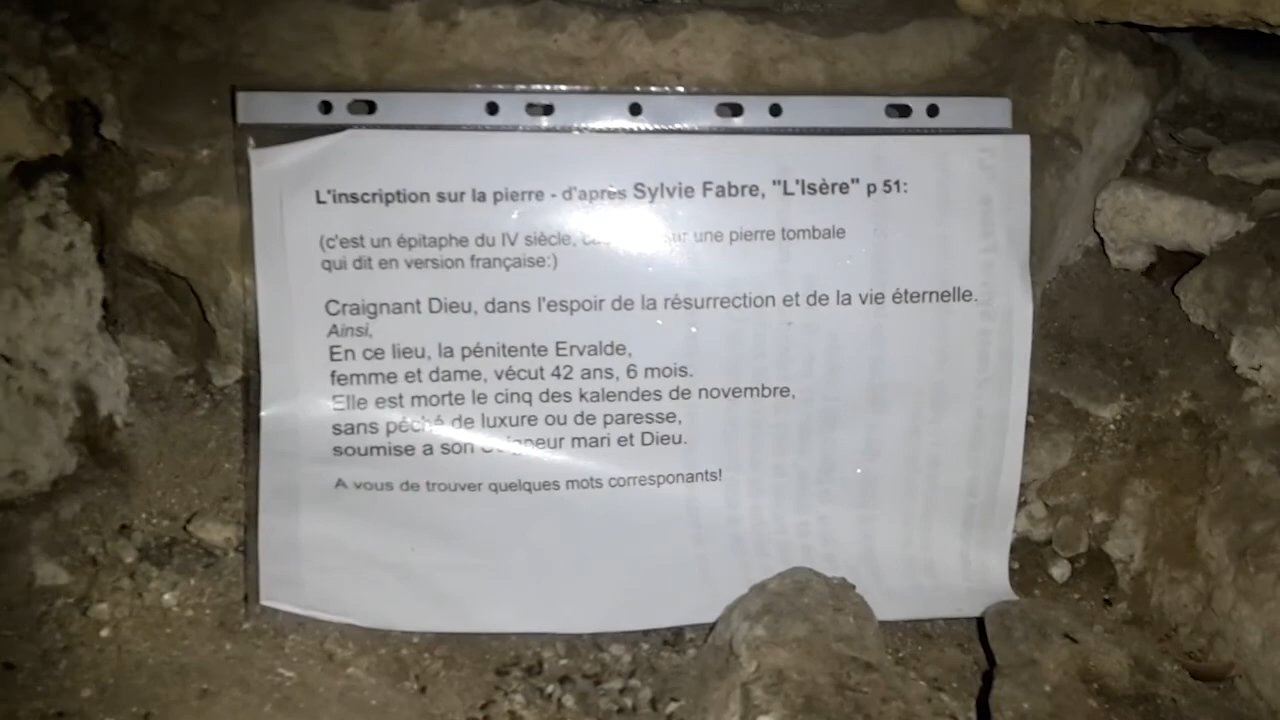 L'inscription sur la pierre - d'après Sylvie Fabre, "L'Isère" p 51:
(c'est un épitaphe du IV siècle, sur une pierre tombale
qui dit en version française:)
Craignant Dieu, dans l'espoir de la résurrection et de la vie éternelle.
Ainsi,
En ce lieu, la pénitente Ervalde,
femme et dame, vécut 42 ans, 6 mois.
Elle est morte le cinq des kalendes de novembre,
sans péché de luxure ou de paresse,
soumise a son mari et Dieu.
A vous de trouver quelques mots corresponants!